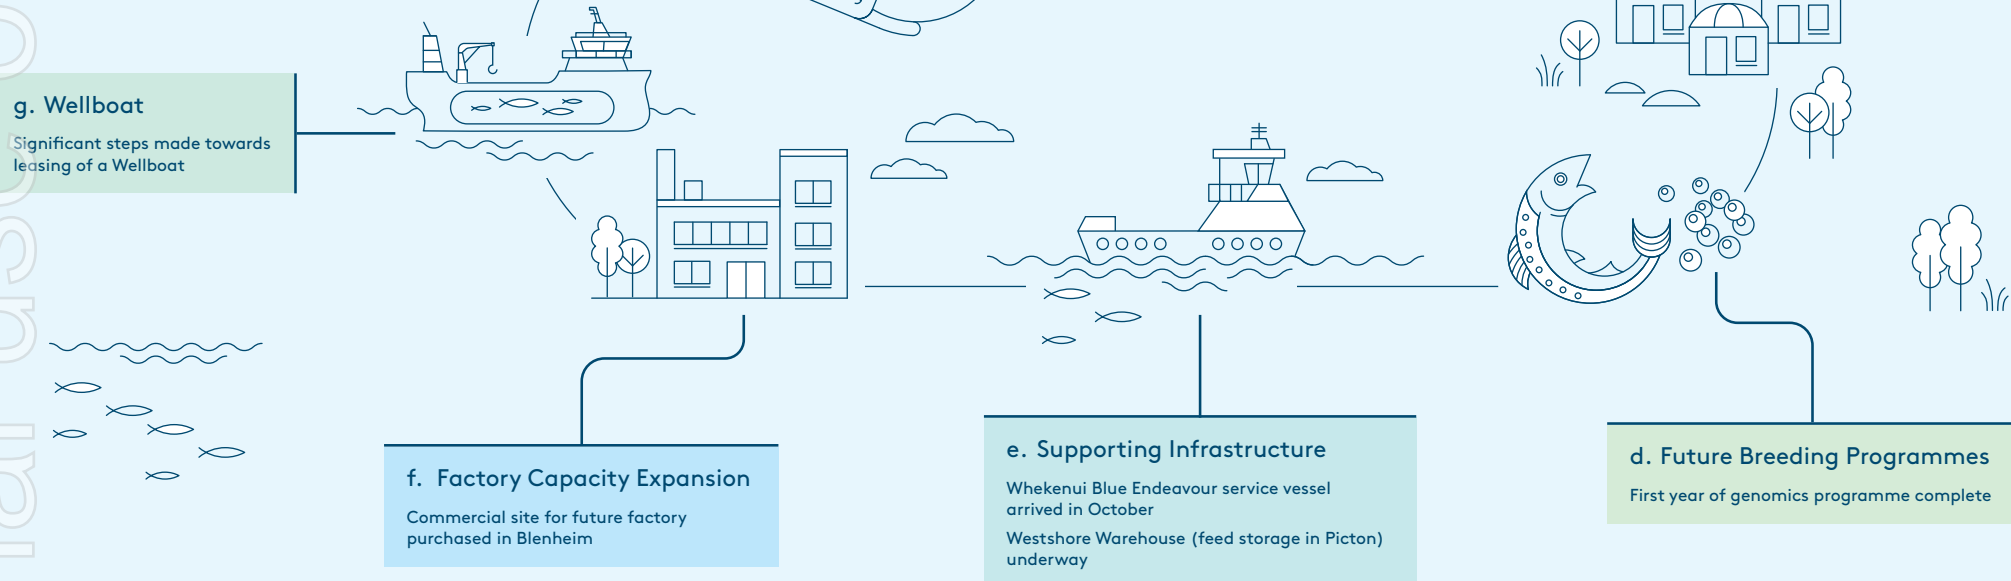 g. Wellboat
Significant steps made towards
leasing of a Wellboat
f. Factory Capacity Expansion
Commercial site for future factory
purchased in Blenheim
e. Supporting Infrastructure
Whekenui Blue Endeavour service vessel
arrived in October
Westshore Warehouse (feed storage in Picton)
underway
d. Future Breeding Programmes
First year of genomics programme complete